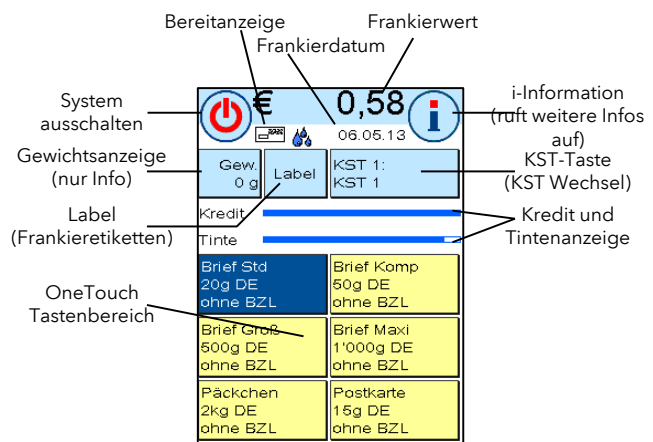 Bereitanzeige
Frankierwert
Frankierdatum
System
ausschalten
i-Information
(ruft weitere Infos
auf)
€ 0,58
i
06.05.13
Gewichtsanzeige
(nur Info)
Gew.
0 g
Label
KST 1:
KST 1
KST-Taste
(KST Wechsel)
Label
(Frankieretiketten)
Kredit
Tinte
Kredit und
Tintenanzeige
OneTouch
Tastenbereich
Brief Std
20g DE
ohne BZL
Brief Komp
50g DE
ohne BZL
Brief Groß
500g DE
ohne BZL
Brief Maxi
1'000g DE
ohne BZL
Päckchen
2kg DE
ohne BZL
Postkarte
15g DE
ohne BZL